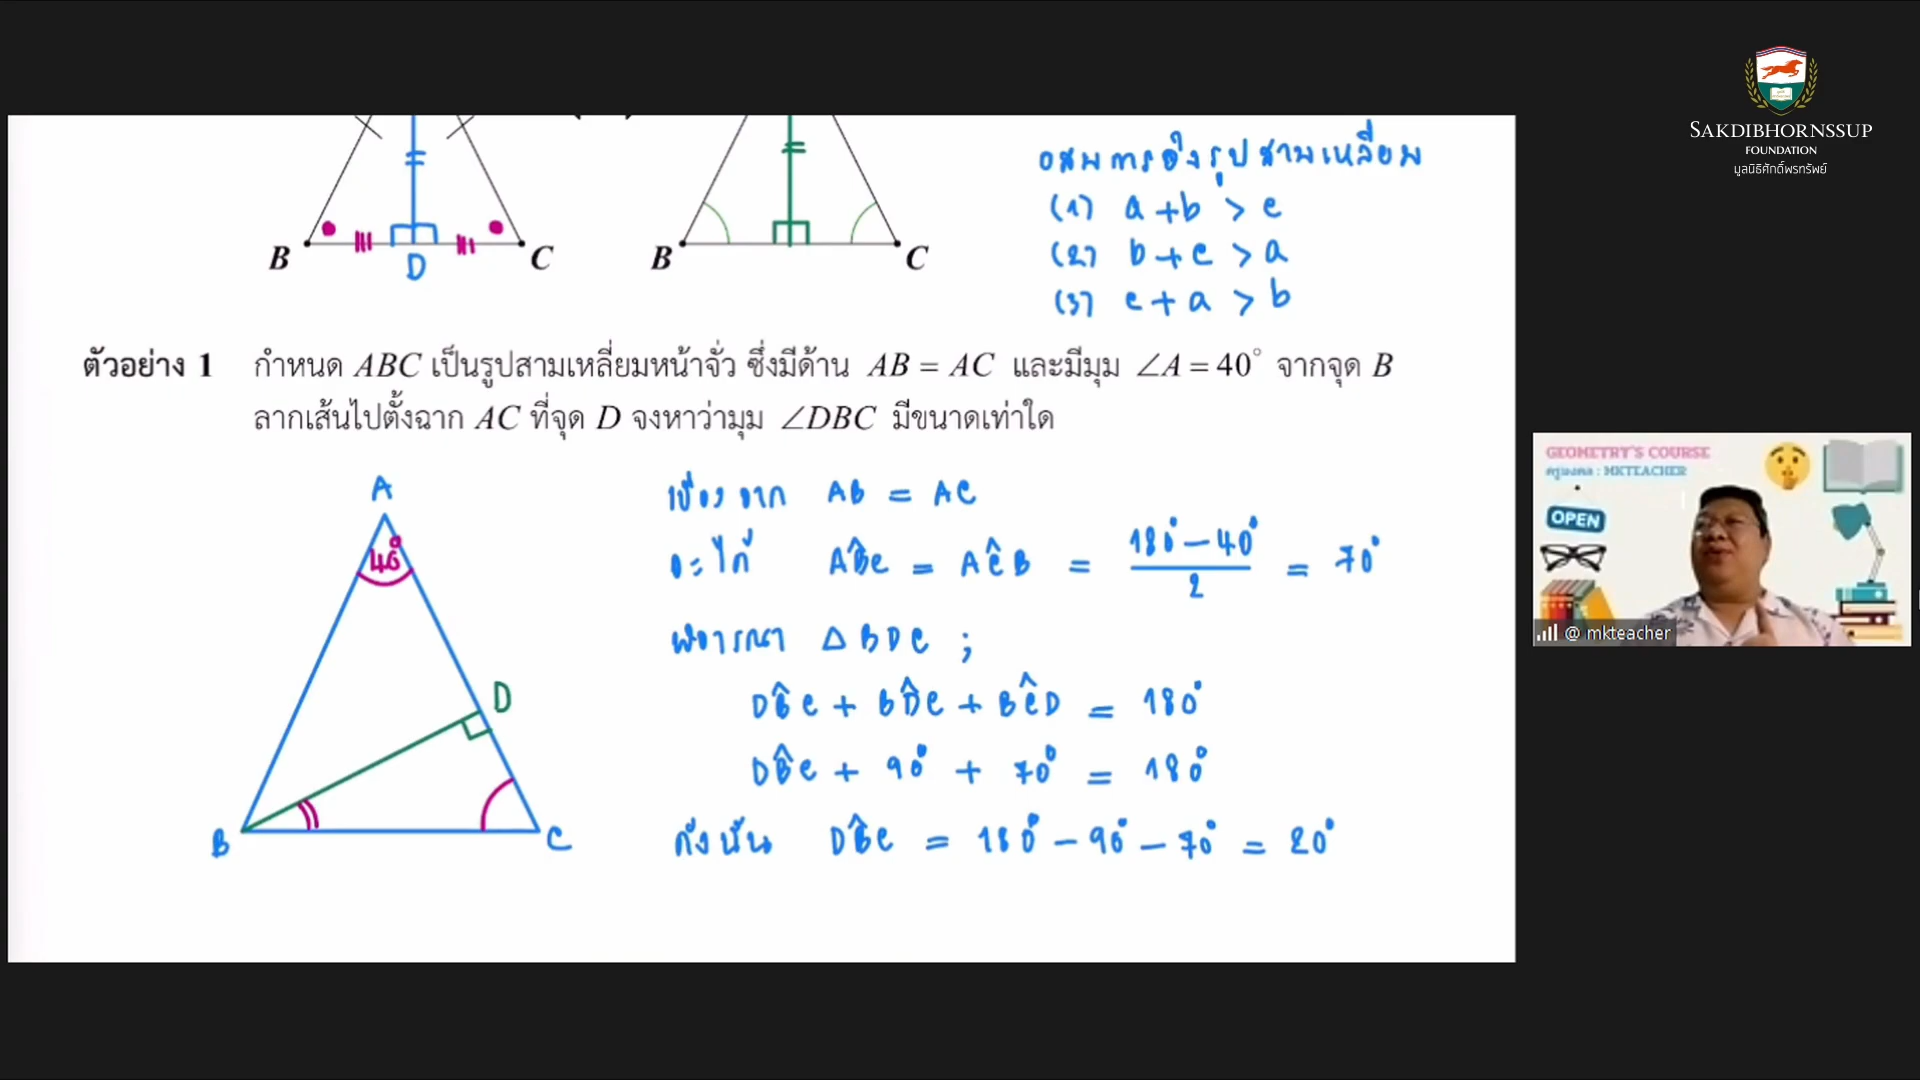 SAKDIBHORNSSUP
FOUNDATION
มูลนิธิศักดิ์พรทรัพย์
B
D
C
B
C
อสมการอิงรูปสามเหลี่ยม
(1) a + b > c
(2) b + c > a
(3) c + a > b
ตัวอย่าง 1 กำหนด ABC เป็นรูปสามเหลี่ยมหน้าจั่ว ซึ่งมีด้าน AB = AC และมีมุม ∠A = 40° จากจุด B
ลากเส้นไปตั้งฉาก AC ที่จุด D จงหาว่ามุม ∠DBC มีขนาดเท่าใด
A
40°
D
B
C
เนื่องจาก AB = AC
จะได้ AB̂C = AĈB = (180° − 40°)/2 = 70°
พิจารณา △BDC ;
DB̂C + BD̂C + BĈD = 180°
DB̂C + 90° + 70° = 180°
ดังนั้น DB̂C = 180° − 90° − 70° = 20°
GEOMETRY'S COURSE
ครูมงคล : MKTEACHER
OPEN
@ mkteacher